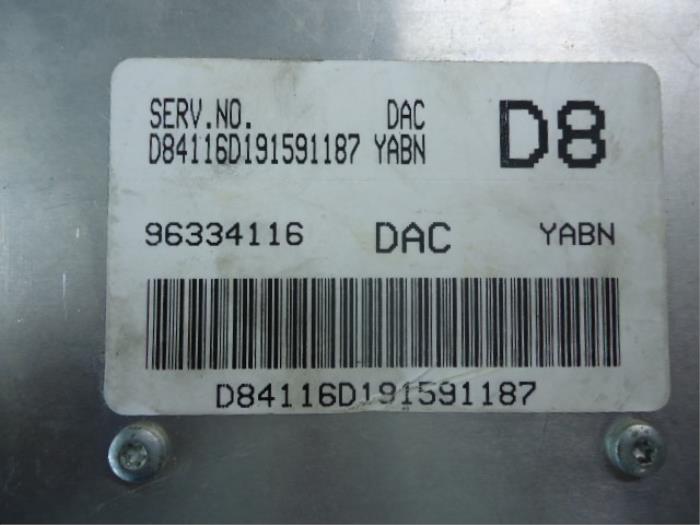 SERV.NO. DAC D8
D84116D191591187 YABN
96334116 DAC YABN
D84116D191591187